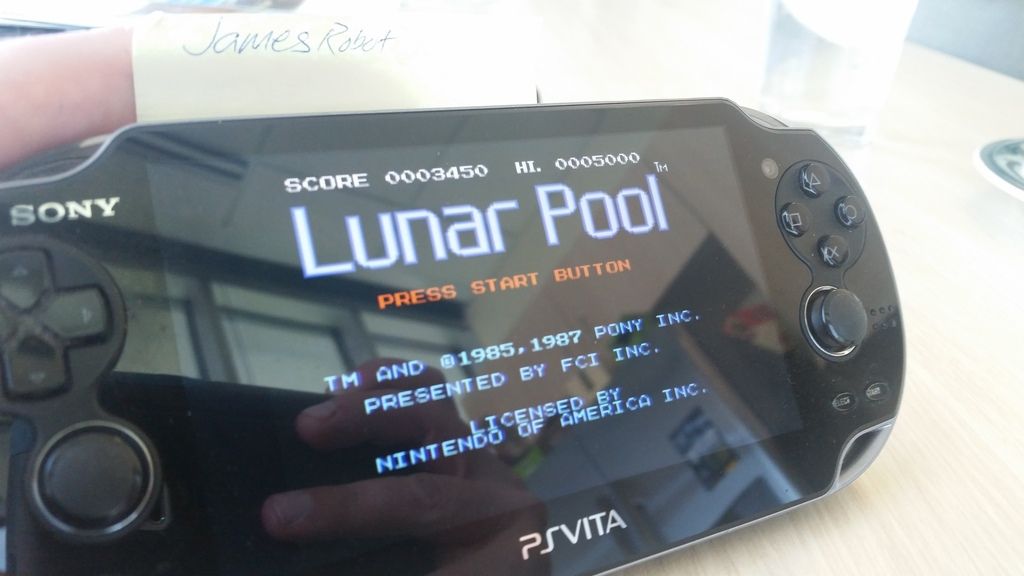 James Robot
SONY
SCORE 0003450 HI. 0005000
Lunar Pool TM
PRESS START BUTTON
TM AND ©1985,1987 PONY INC.
PRESENTED BY FCI INC.
LICENSED BY
NINTENDO OF AMERICA INC.
PSVITA